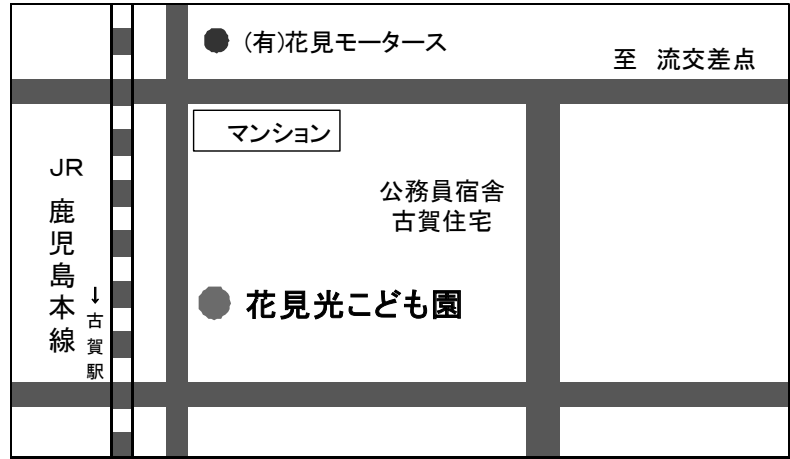 (有)花見モータース
至　流交差点
マンション
公務員宿舎
古賀住宅
JR
鹿児島本線
↓古賀駅
花見光こども園